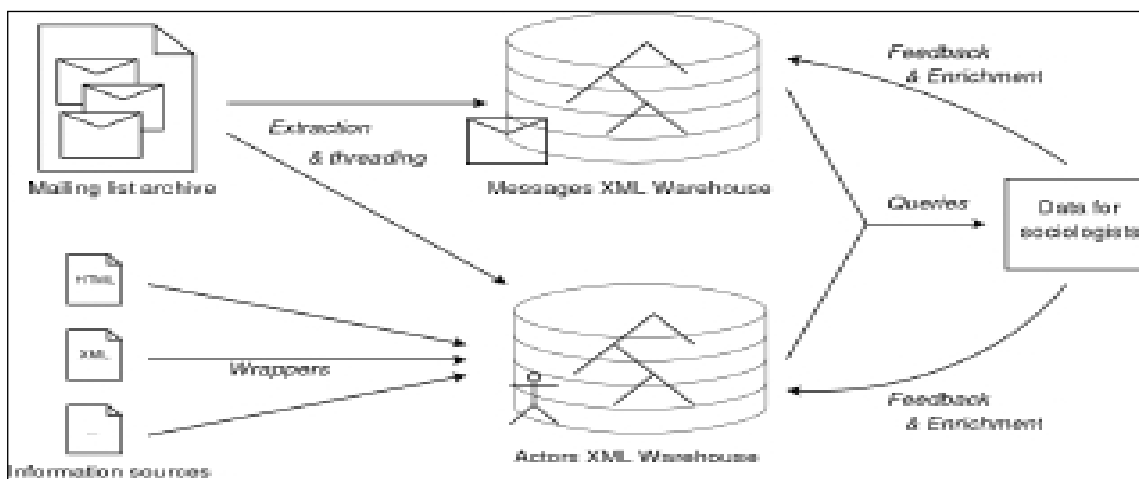 Feedback
& Enrichment
Extraction
& threading
Mailing list archive
Messages XML Warehouse
Queries
Data for
sociologists
HTML
XML
...
Wrappers
Feedback
& Enrichment
Actors XML Warehouse
Information sources